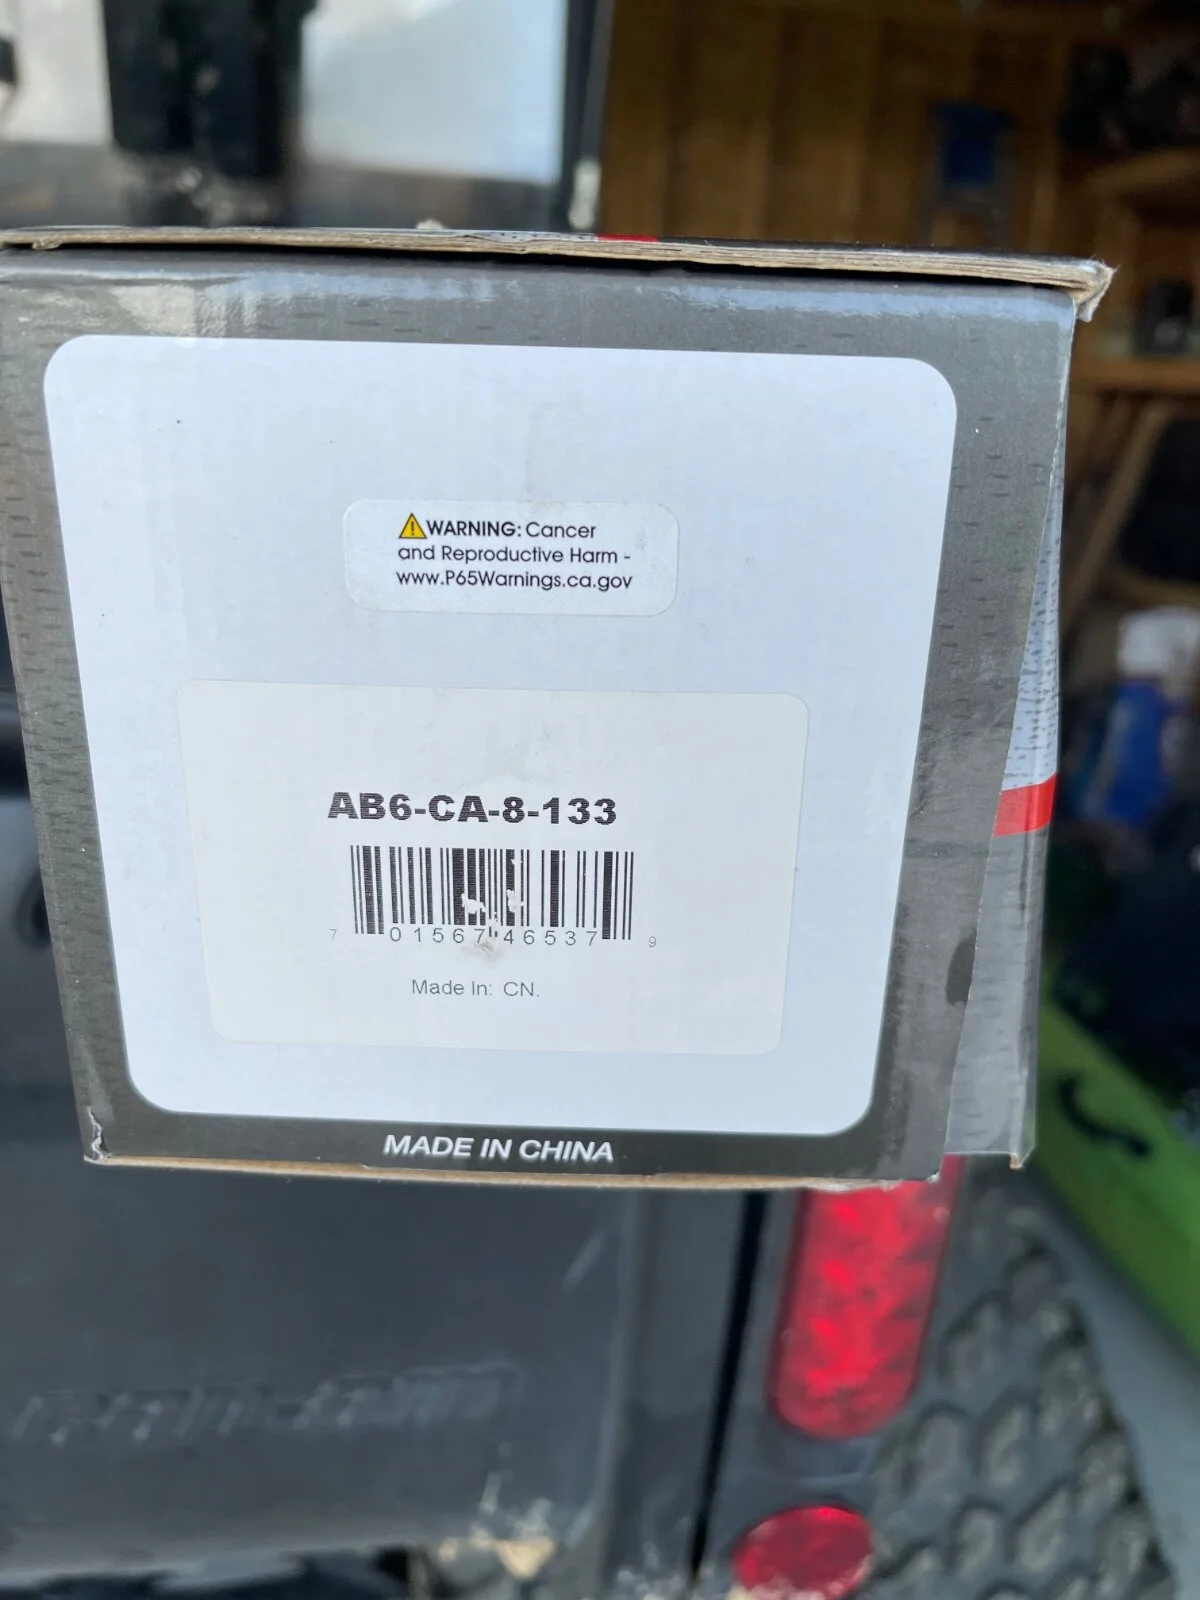 WARNING: Cancer
and Reproductive Harm -
www.P65Warnings.ca.gov
AB6-CA-8-133
7 01567 46537 9
Made In: CN.
MADE IN CHINA